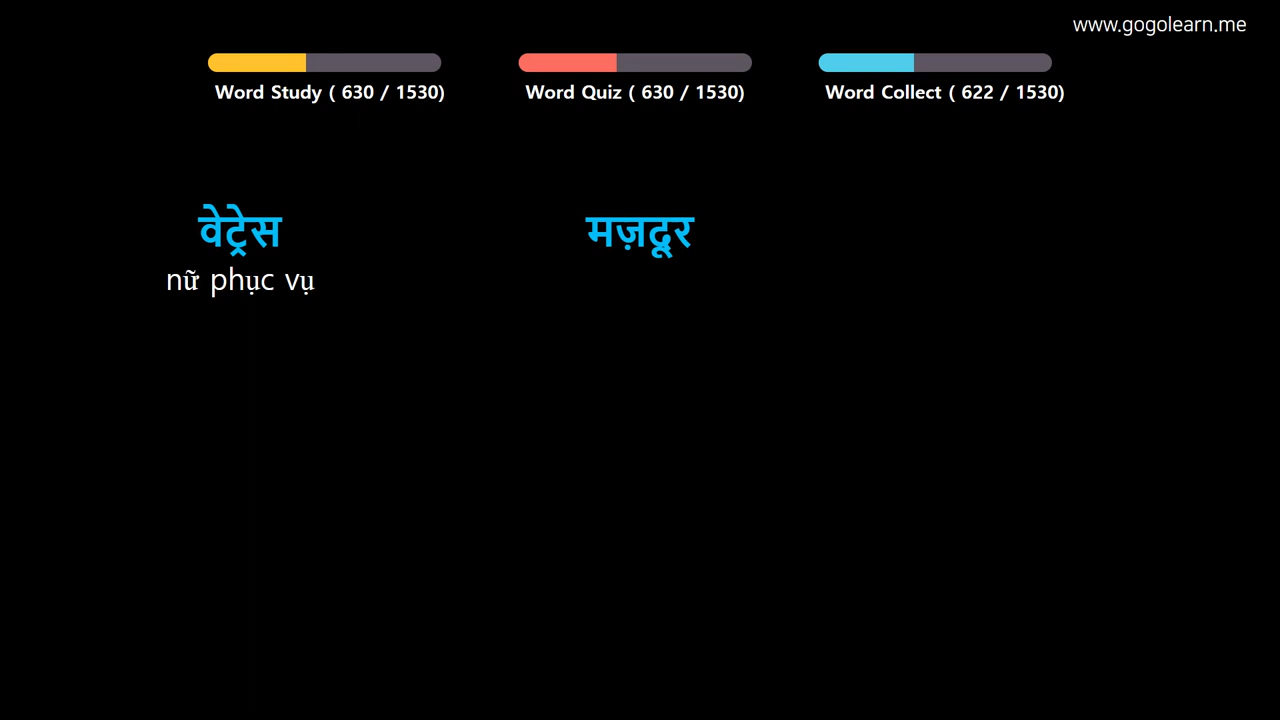 www.gogolearn.me
Word Study ( 630 / 1530)
Word Quiz ( 630 / 1530)
Word Collect ( 622 / 1530)
वेट्रेस
nữ phục vụ
मज़दूर